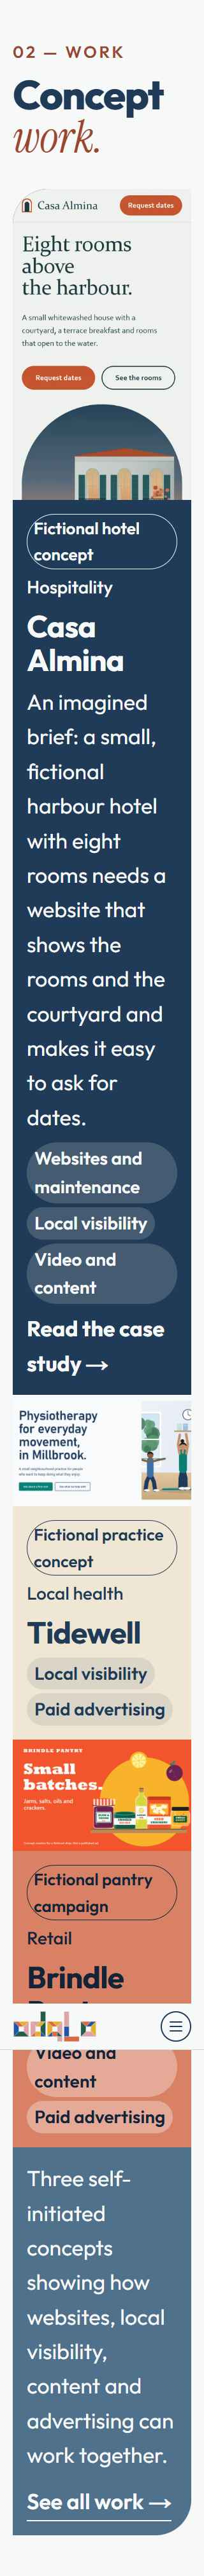 02 — WORK
Concept
work.
Casa Almina
Request dates
Eight rooms
above
the harbour.
A small whitewashed house with a
courtyard, a terrace breakfast and rooms
that open to the water.
Request dates
See the rooms
Fictional hotel
concept
Hospitality
Casa
Almina
An imagined
brief: a small,
fictional
harbour hotel
with eight
rooms needs a
website that
shows the
rooms and the
courtyard and
makes it easy
to ask for
dates.
Websites and
maintenance
Local visibility
Video and
content
Read the case
study →
Physiotherapy
for everyday
movement,
in Millbrook.
Fictional practice
concept
Local health
Tidewell
Local visibility
Paid advertising
BRINDLE PANTRY
Small
batches.
Jams, salts, oils and
crackers.
Fictional pantry
campaign
Retail
Brindle
Video and
content
Paid advertising
Three self-
initiated
concepts
showing how
websites, local
visibility,
content and
advertising can
work together.
See all work →